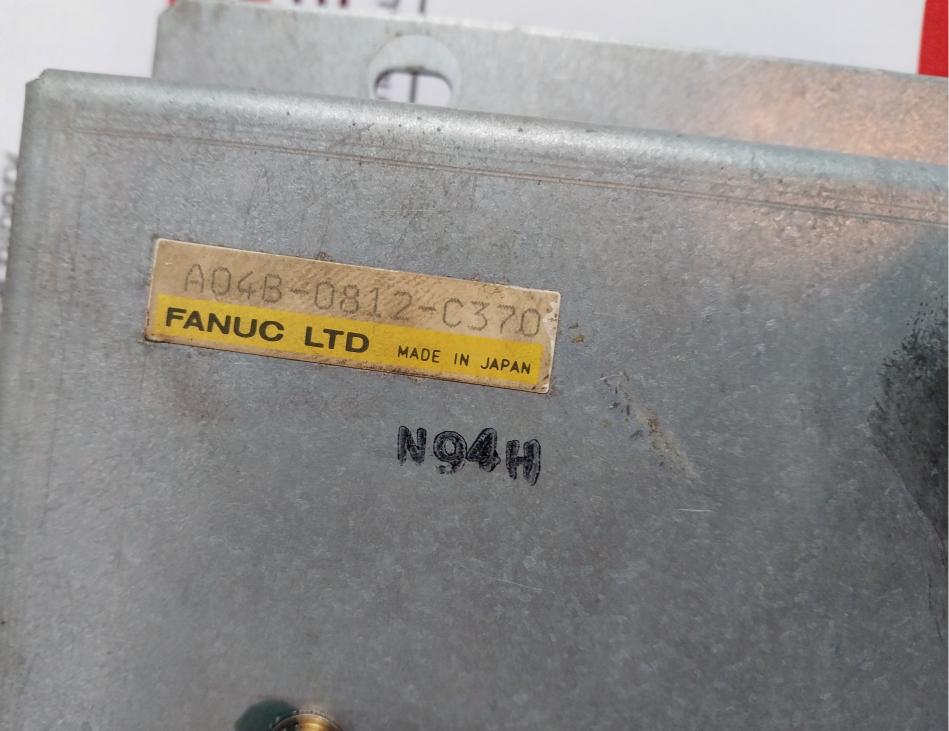 A04B-0812-C370
FANUC LTD MADE IN JAPAN
N94H